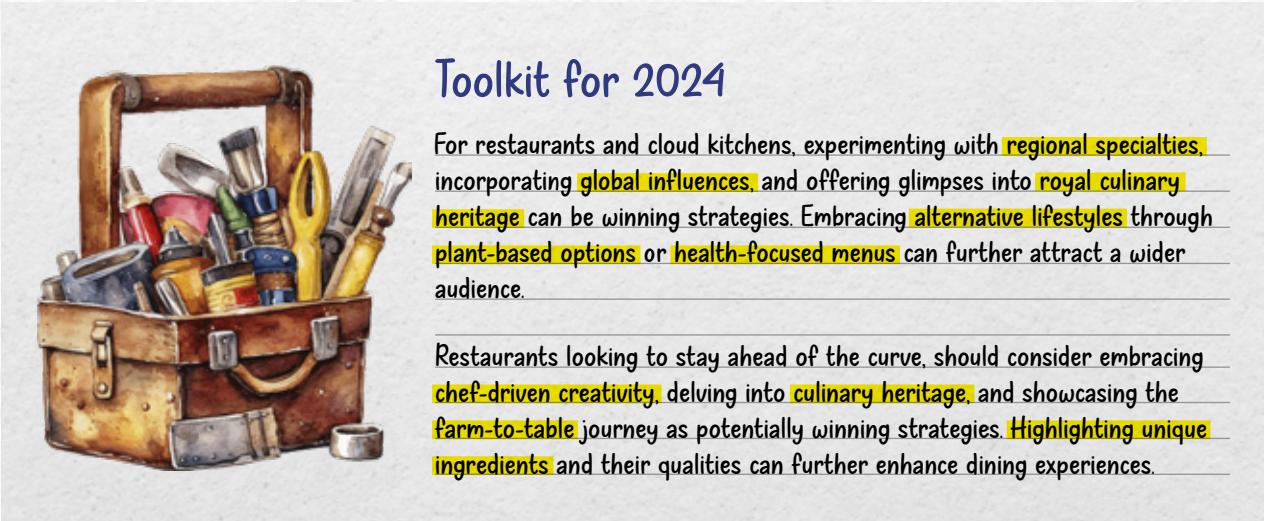 Toolkit for 2024
For restaurants and cloud kitchens, experimenting with regional specialties,
incorporating global influences, and offering glimpses into royal culinary
heritage can be winning strategies. Embracing alternative lifestyles through
plant-based options or health-focused menus can further attract a wider
audience.
Restaurants looking to stay ahead of the curve, should consider embracing
chef-driven creativity, delving into culinary heritage, and showcasing the
farm-to-table journey as potentially winning strategies. Highlighting unique
ingredients and their qualities can further enhance dining experiences.